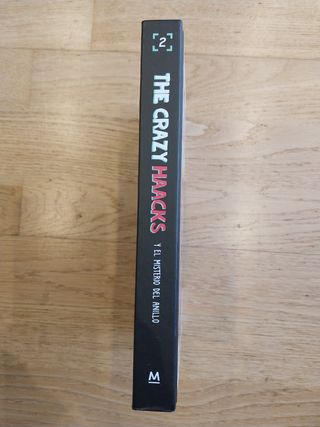 2
THE CRAZY HAACKS
Y EL MISTERIO DEL ANILLO
M